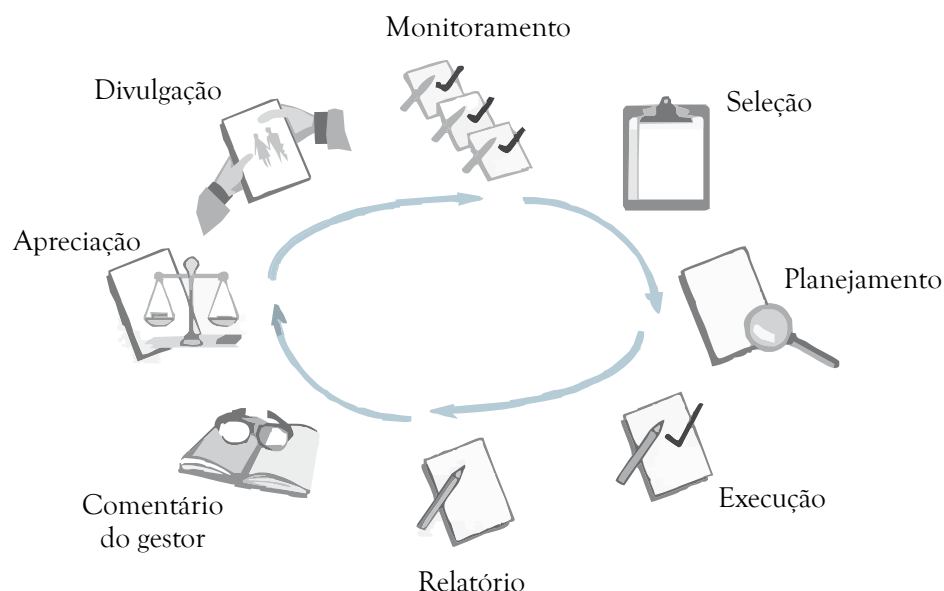 Monitoramento
Divulgação
Seleção
Apreciação
Planejamento
Execução
Comentário
do gestor
Relatório